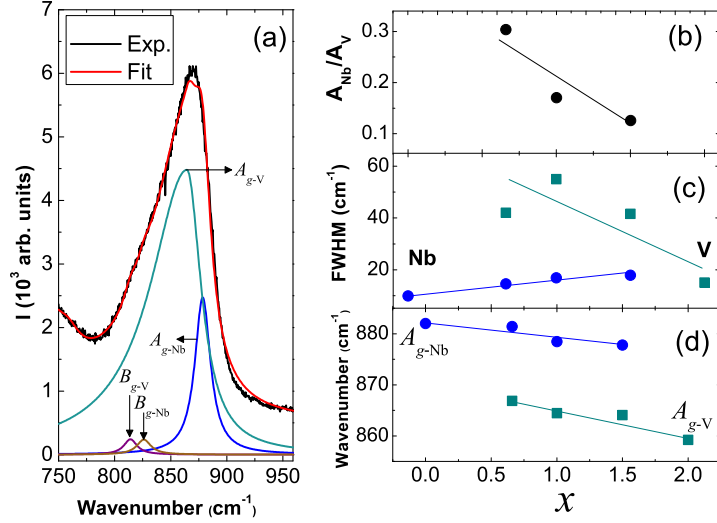 (a)
Exp.
Fit
7
6
5
4
3
2
1
0
I (10³ arb. units)
A_g-V
A_g-Nb
B_g-V
B_g-Nb
750 800 850 900 950
Wavenumber (cm⁻¹)
(b)
A_Nb/A_V
0.3
0.2
0.1
(c)
FWHM (cm⁻¹)
60
40
20
Nb
V
(d)
Wavenumber (cm⁻¹)
880
870
860
A_g-Nb
A_g-V
0.0 0.5 1.0 1.5 2.0
x